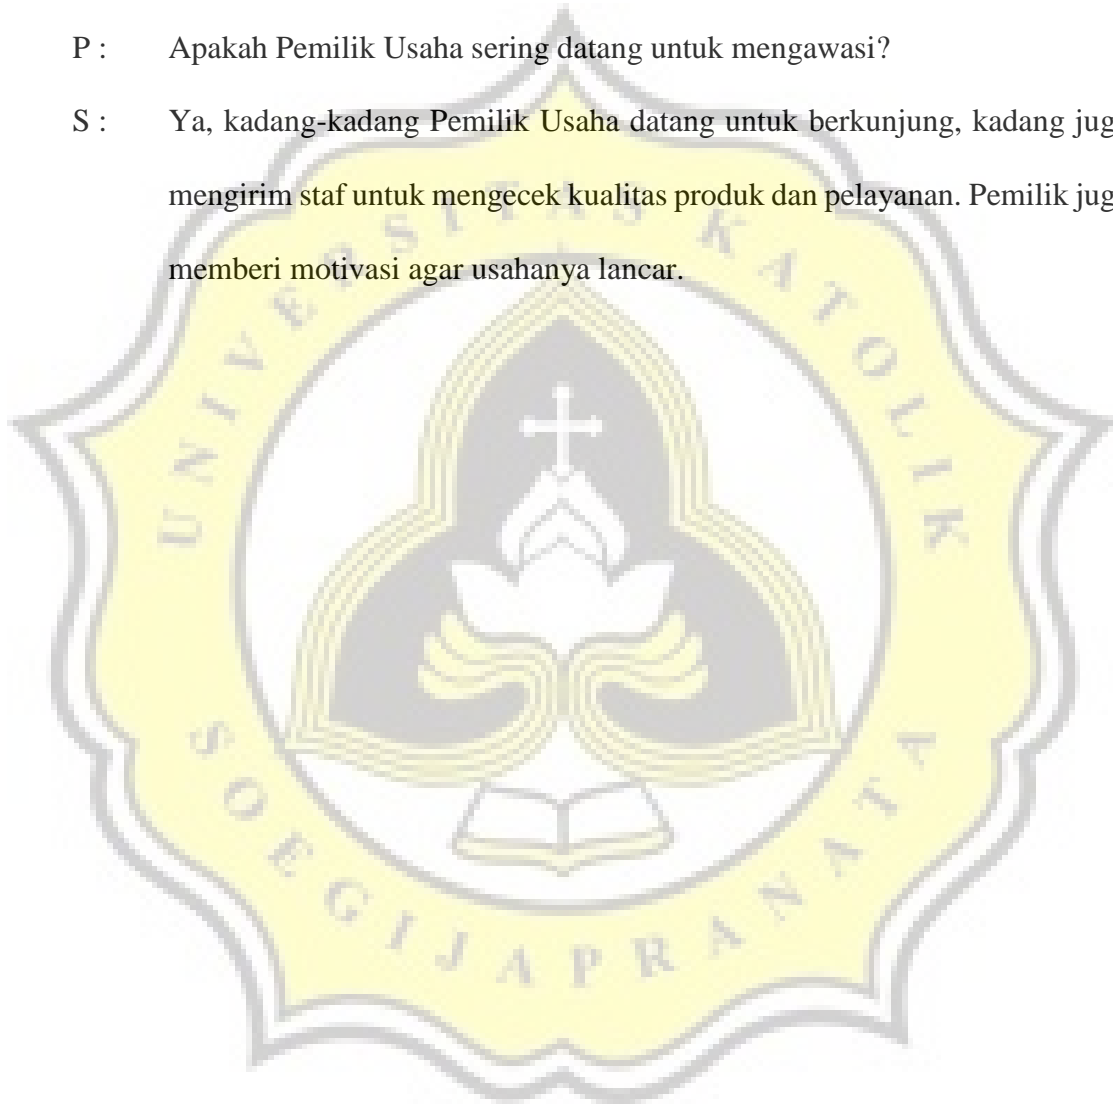 P : Apakah Pemilik Usaha sering datang untuk mengawasi?
S : Ya, kadang-kadang Pemilik Usaha datang untuk berkunjung, kadang jug
mengirim staf untuk mengecek kualitas produk dan pelayanan. Pemilik jug
memberi motivasi agar usahanya lancar.
UNIVERSITAS KATOLIK
SOEGIJAPRANATA